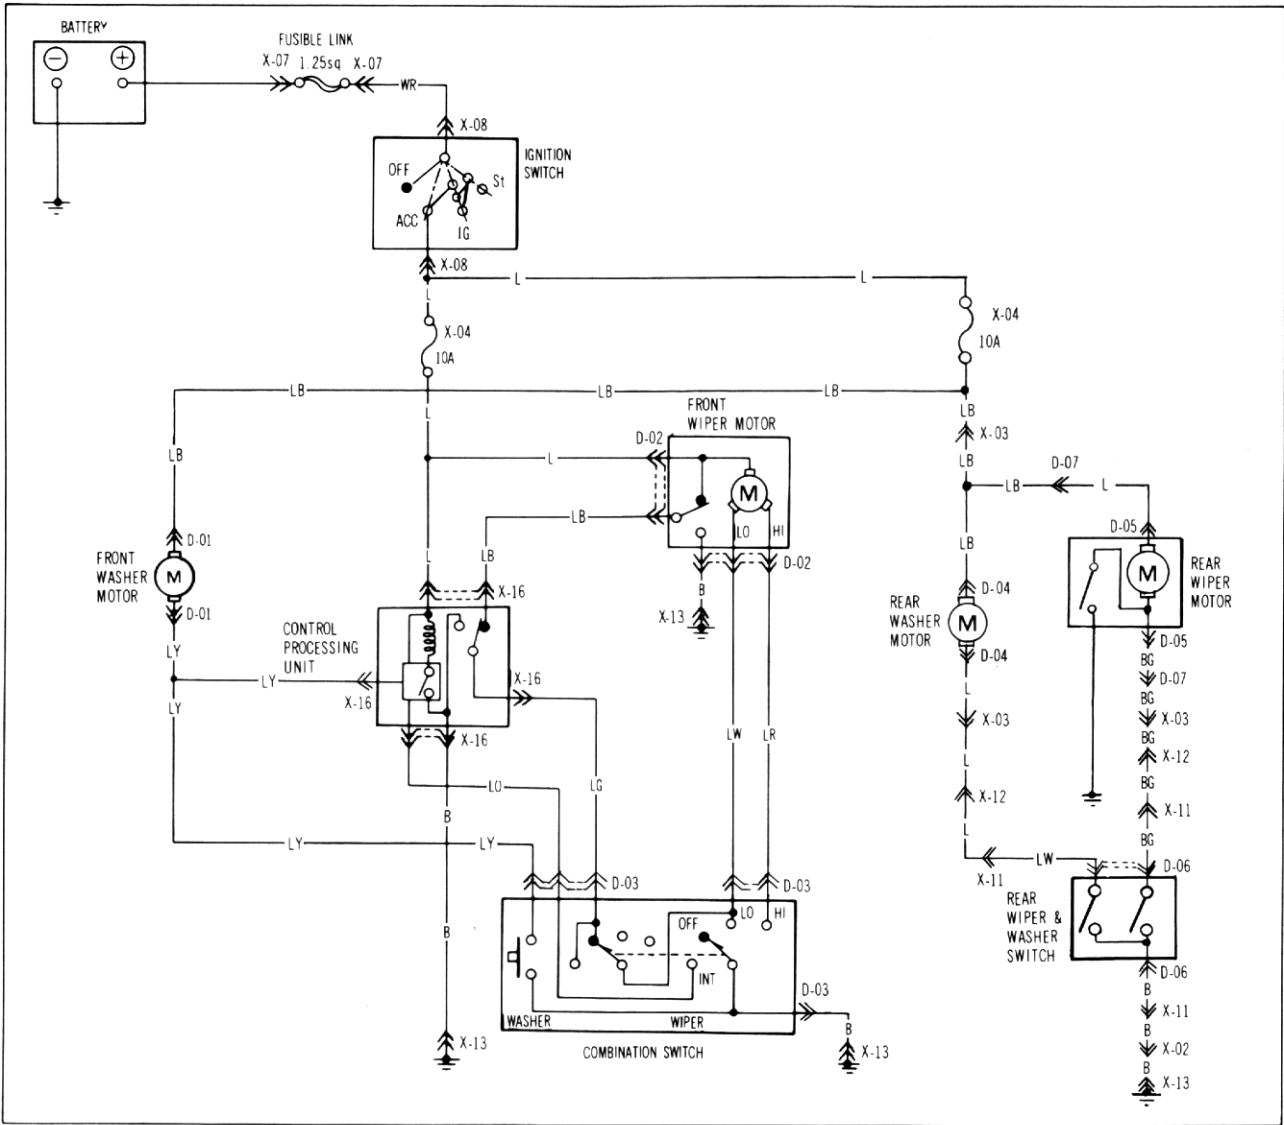 BATTERY
− +
FUSIBLE LINK
X-07 1.25sq X-07
WR
X-08
IGNITION
SWITCH
OFF
St
ACC
IG
X-08
L L
L
X-04
10A
X-04
10A
LB LB LB
L
LB
X-03
LB
FRONT
WIPER MOTOR
D-02
L
M
LO HI
LB
D-02
B
X-13
LB
D-01
FRONT
WASHER
MOTOR
M
D-01
LY
LY
LY
L
LB
X-16
CONTROL
PROCESSING
UNIT
X-16
X-16
X-16
LO
LG
B
LY LY
B
X-13
LW LR
D-07
LB L
D-05
M
REAR
WIPER
MOTOR
D-05
BG
D-07
BG
X-03
BG
X-12
BG
X-11
BG
D-06
LB
D-04
REAR
WASHER
MOTOR
M
D-04
L
X-03
L
X-12
L
LW
X-11
REAR
WIPER &
WASHER
SWITCH
D-06
B
X-11
B
X-02
B
X-13
D-03 D-03
LO HI
OFF
INT
WASHER WIPER
D-03
B
X-13
COMBINATION SWITCH